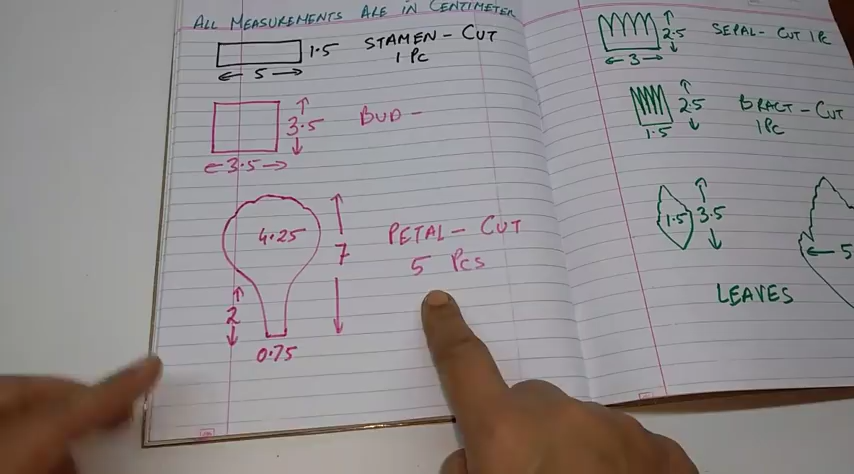 ALL MEASUREMENTS ARE IN CENTIMETER
1.5 STAMEN - CUT
1 PC
5
3.5 BUD -
3.5
4.25
7
PETAL - CUT
5 PCS
2
0.75
2.5 SEPAL - CUT 1 PC
3
2.5 BRACT - CUT
1 PC
1.5
1.5 3.5
5
LEAVES